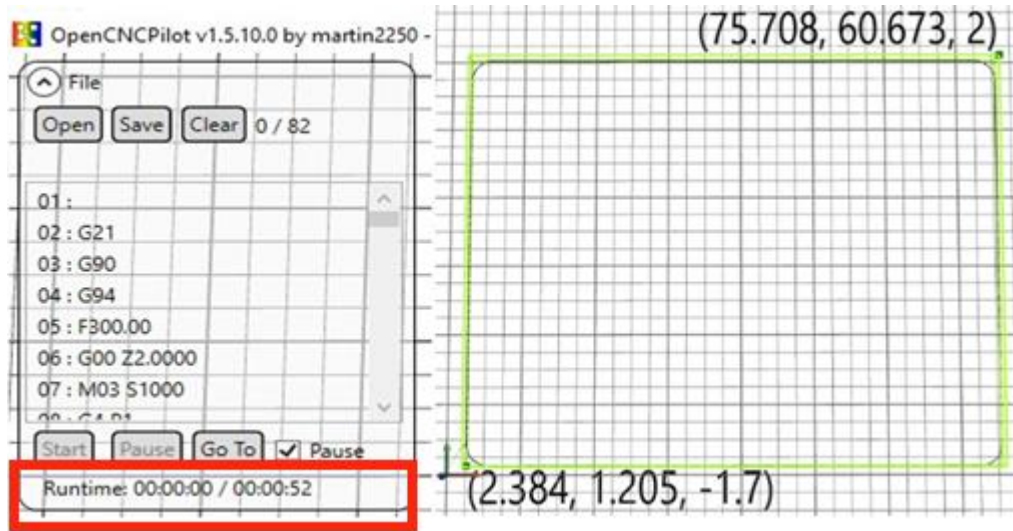 OpenCNCPilot v1.5.10.0 by martin2250 -
File
Open Save Clear 0 / 82
01 :
02 : G21
03 : G90
04 : G94
05 : F300.00
06 : G00 Z2.0000
07 : M03 S1000
Start Pause Go To Pause
Runtime: 00:00:00 / 00:00:52
(75.708, 60.673, 2)
(2.384, 1.205, -1.7)